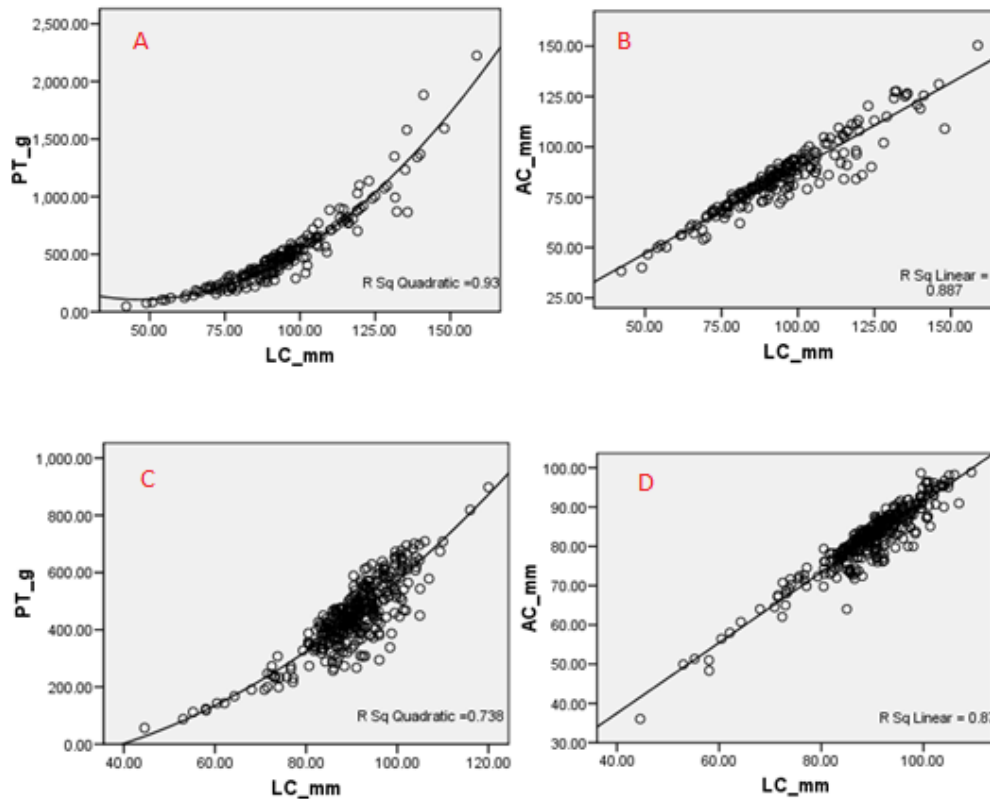 A
PT_g
2,500.00
2,000.00
1,500.00
1,000.00
500.00
0.00
R Sq Quadratic =0.93
50.00 75.00 100.00 125.00 150.00
LC_mm
B
AC_mm
150.00
125.00
100.00
75.00
50.00
25.00
R Sq Linear =
0.887
50.00 75.00 100.00 125.00 150.00
LC_mm
C
PT_g
1,000.00
800.00
600.00
400.00
200.00
0.00
R Sq Quadratic =0.738
40.00 60.00 80.00 100.00 120.00
LC_mm
D
AC_mm
100.00
90.00
80.00
70.00
60.00
50.00
40.00
30.00
R Sq Linear = 0.87
40.00 60.00 80.00 100.00
LC_mm